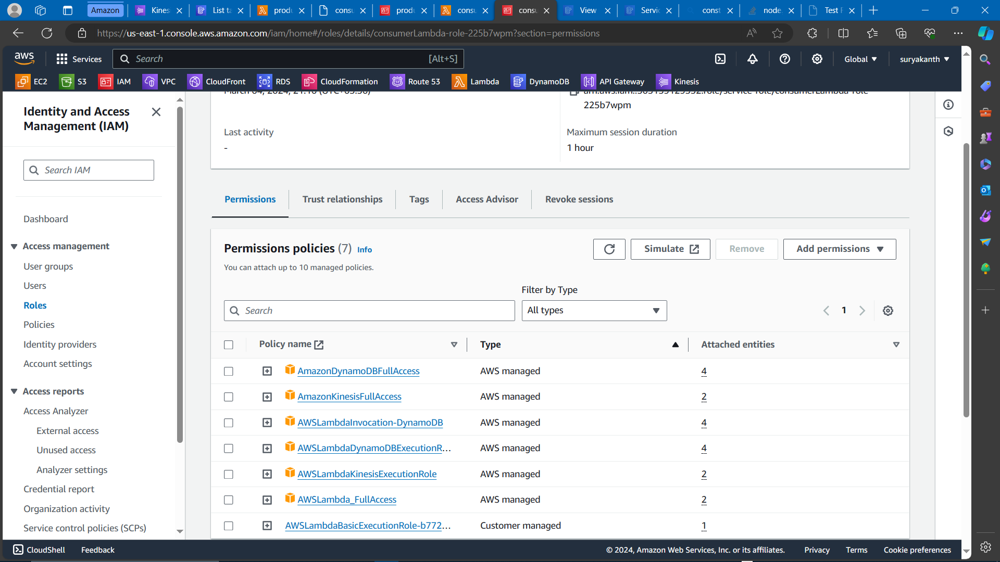 Amazon
Kines
List ta
produ
consu
produ
consu
consu
View
Servic
const
node.
Test F
https://us-east-1.console.aws.amazon.com/iam/home#/roles/details/consumerLambda-role-225b7wpm?section=permissions
aws
Services
Search
[Alt+S]
Global
suryakanth
EC2
S3
IAM
VPC
CloudFront
RDS
CloudFormation
Route 53
Lambda
DynamoDB
API Gateway
Kinesis
Identity and Access
Management (IAM)
Search IAM
Dashboard
Access management
User groups
Users
Roles
Policies
Identity providers
Account settings
Access reports
Access Analyzer
External access
Unused access
Analyzer settings
Credential report
Organization activity
Service control policies (SCPs)
225b7wpm
Last activity
-
Maximum session duration
1 hour
Permissions
Trust relationships
Tags
Access Advisor
Revoke sessions
Permissions policies (7) Info
You can attach up to 10 managed policies.
Simulate
Remove
Add permissions
Filter by Type
Search
All types
1
Policy name
Type
Attached entities
AmazonDynamoDBFullAccess
AWS managed
4
AmazonKinesisFullAccess
AWS managed
2
AWSLambdaInvocation-DynamoDB
AWS managed
4
AWSLambdaDynamoDBExecutionR...
AWS managed
4
AWSLambdaKinesisExecutionRole
AWS managed
2
AWSLambda_FullAccess
AWS managed
2
AWSLambdaBasicExecutionRole-b772...
Customer managed
1
CloudShell
Feedback
© 2024, Amazon Web Services, Inc. or its affiliates.
Privacy
Terms
Cookie preferences